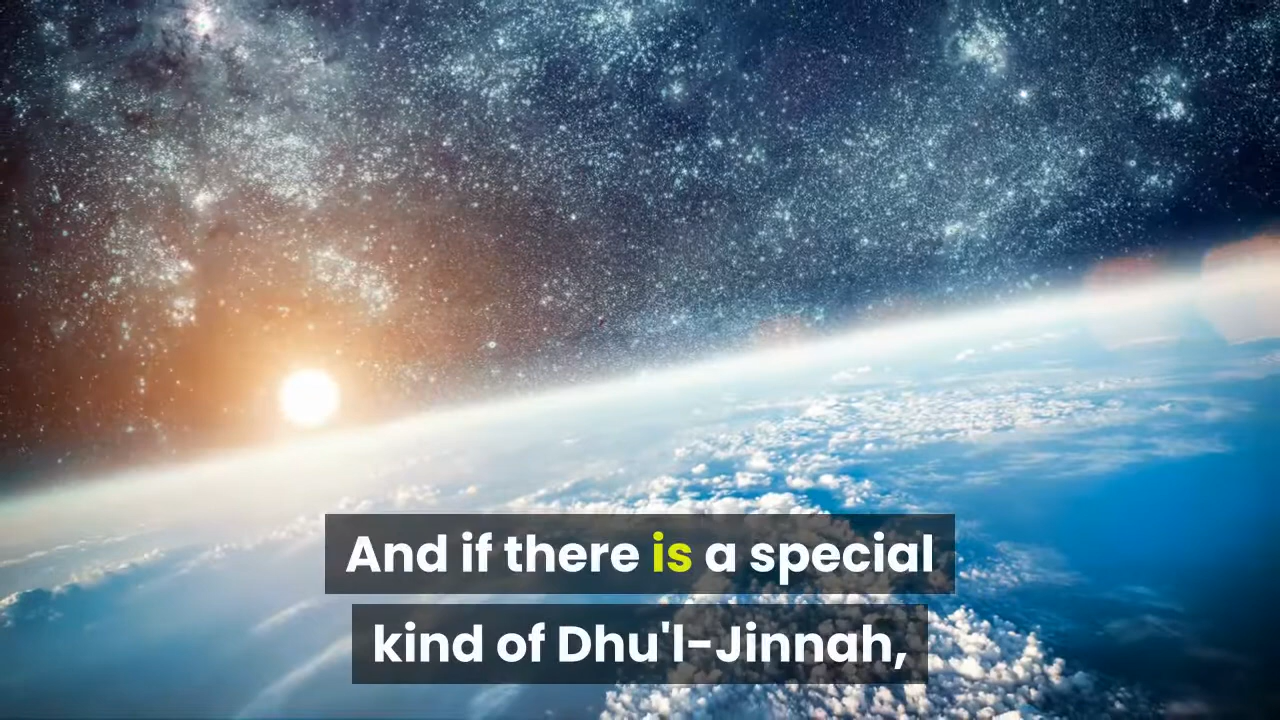 And if there is a special
kind of Dhu'l-Jinnah,